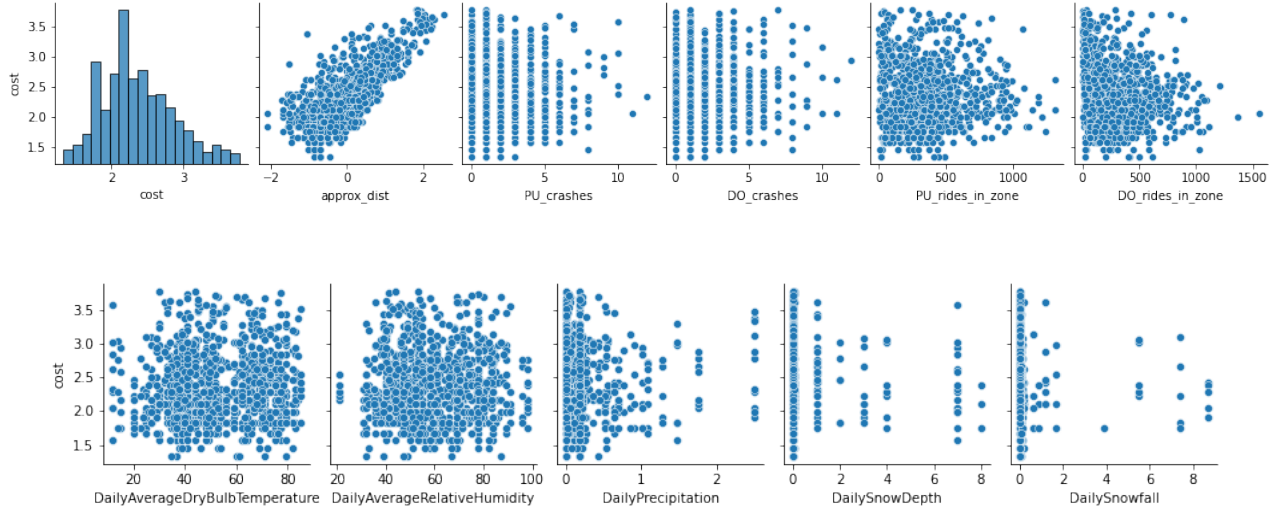 3.5
3.0
2.5
2.0
1.5
cost
2 3
−2 0 2
0 5 10
0 5 10
0 500 1000
0 500 1000 1500
cost
approx_dist
PU_crashes
DO_crashes
PU_rides_in_zone
DO_rides_in_zone
3.5
3.0
2.5
2.0
1.5
cost
20 40 60 80
20 40 60 80 100
0 1 2
0 2 4 6 8
0 2 4 6 8
DailyAverageDryBulbTemperature
DailyAverageRelativeHumidity
DailyPrecipitation
DailySnowDepth
DailySnowfall